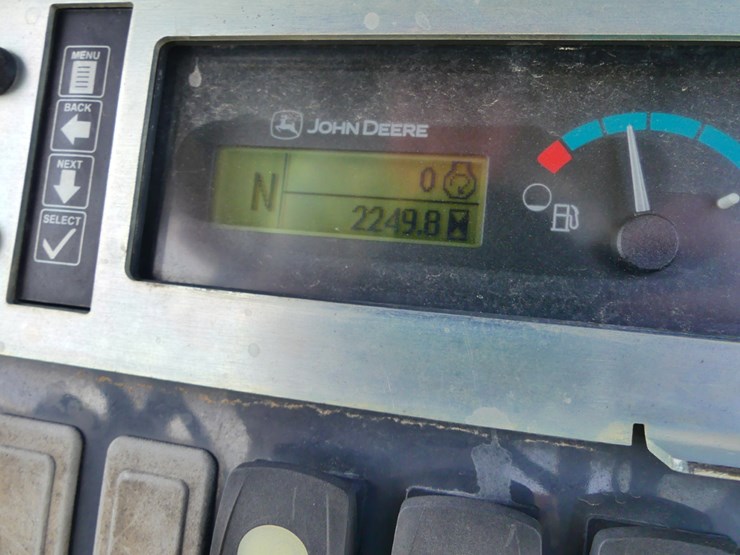 MENU
BACK
NEXT
SELECT
JOHN DEERE
N
0
2249.8